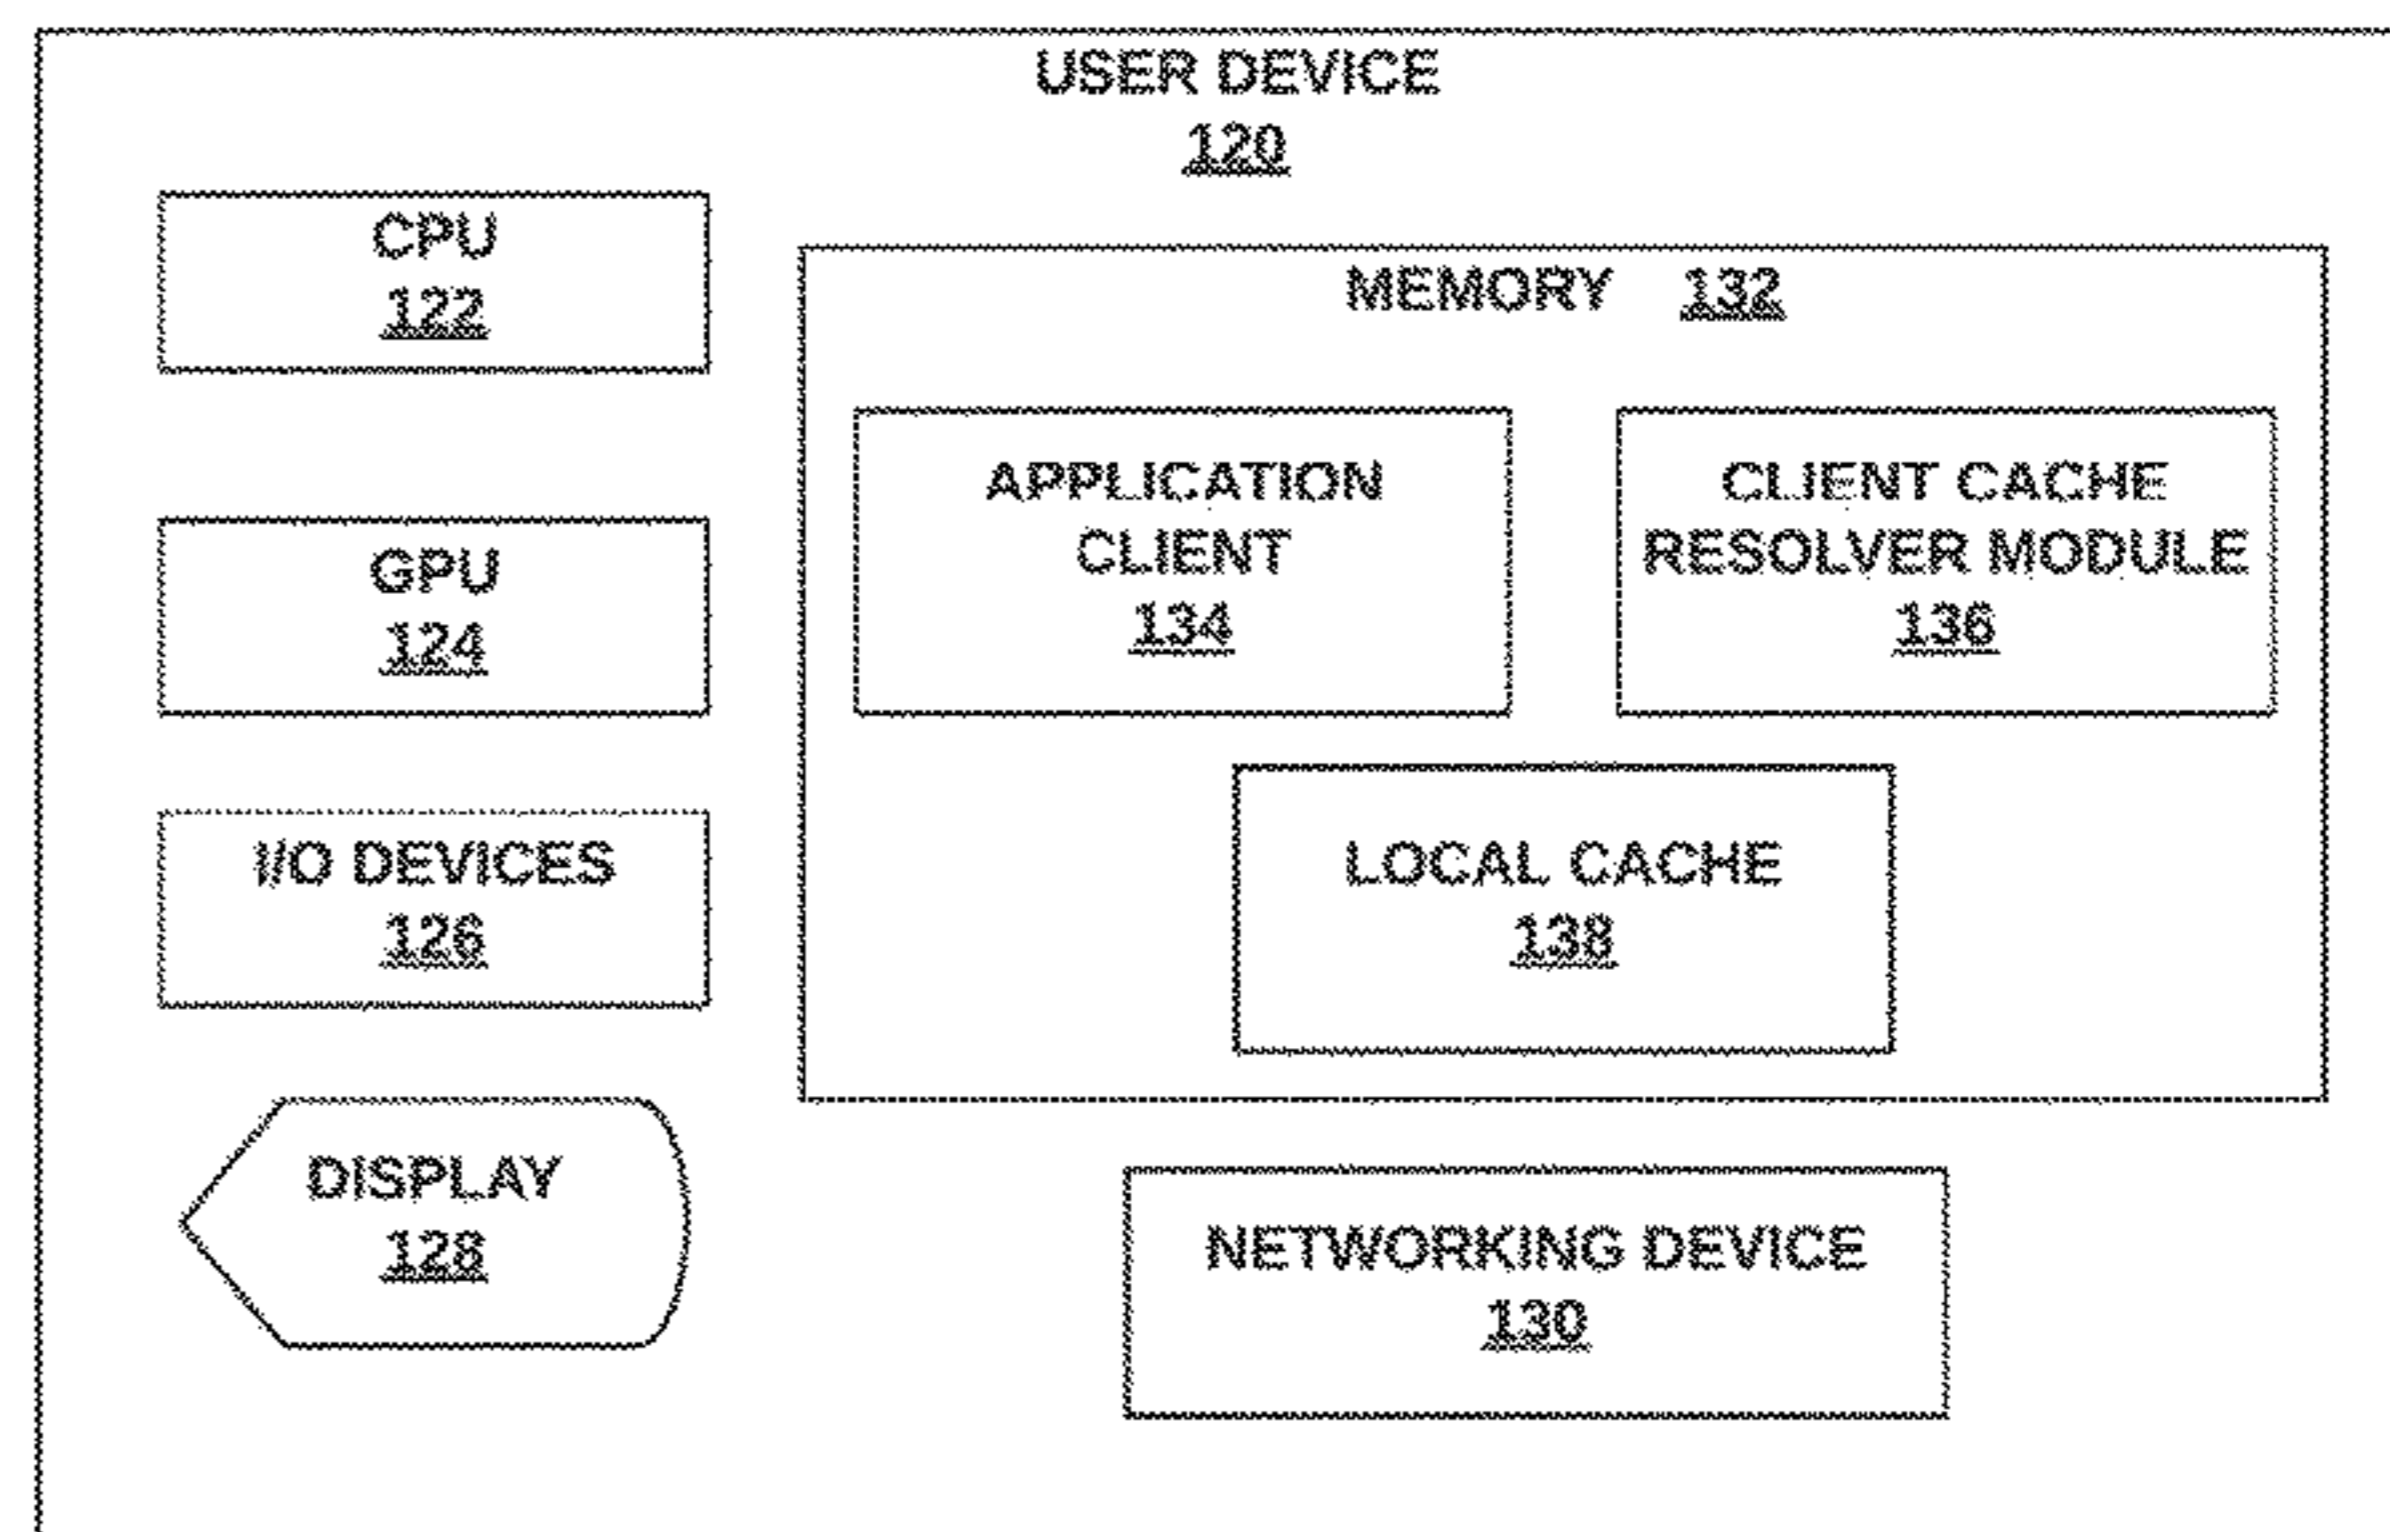 USER DEVICE
120
CPU
122
GPU
124
I/O DEVICES
126
DISPLAY
128
MEMORY 132
APPLICATION
CLIENT
134
CLIENT CACHE
RESOLVER MODULE
136
LOCAL CACHE
138
NETWORKING DEVICE
130